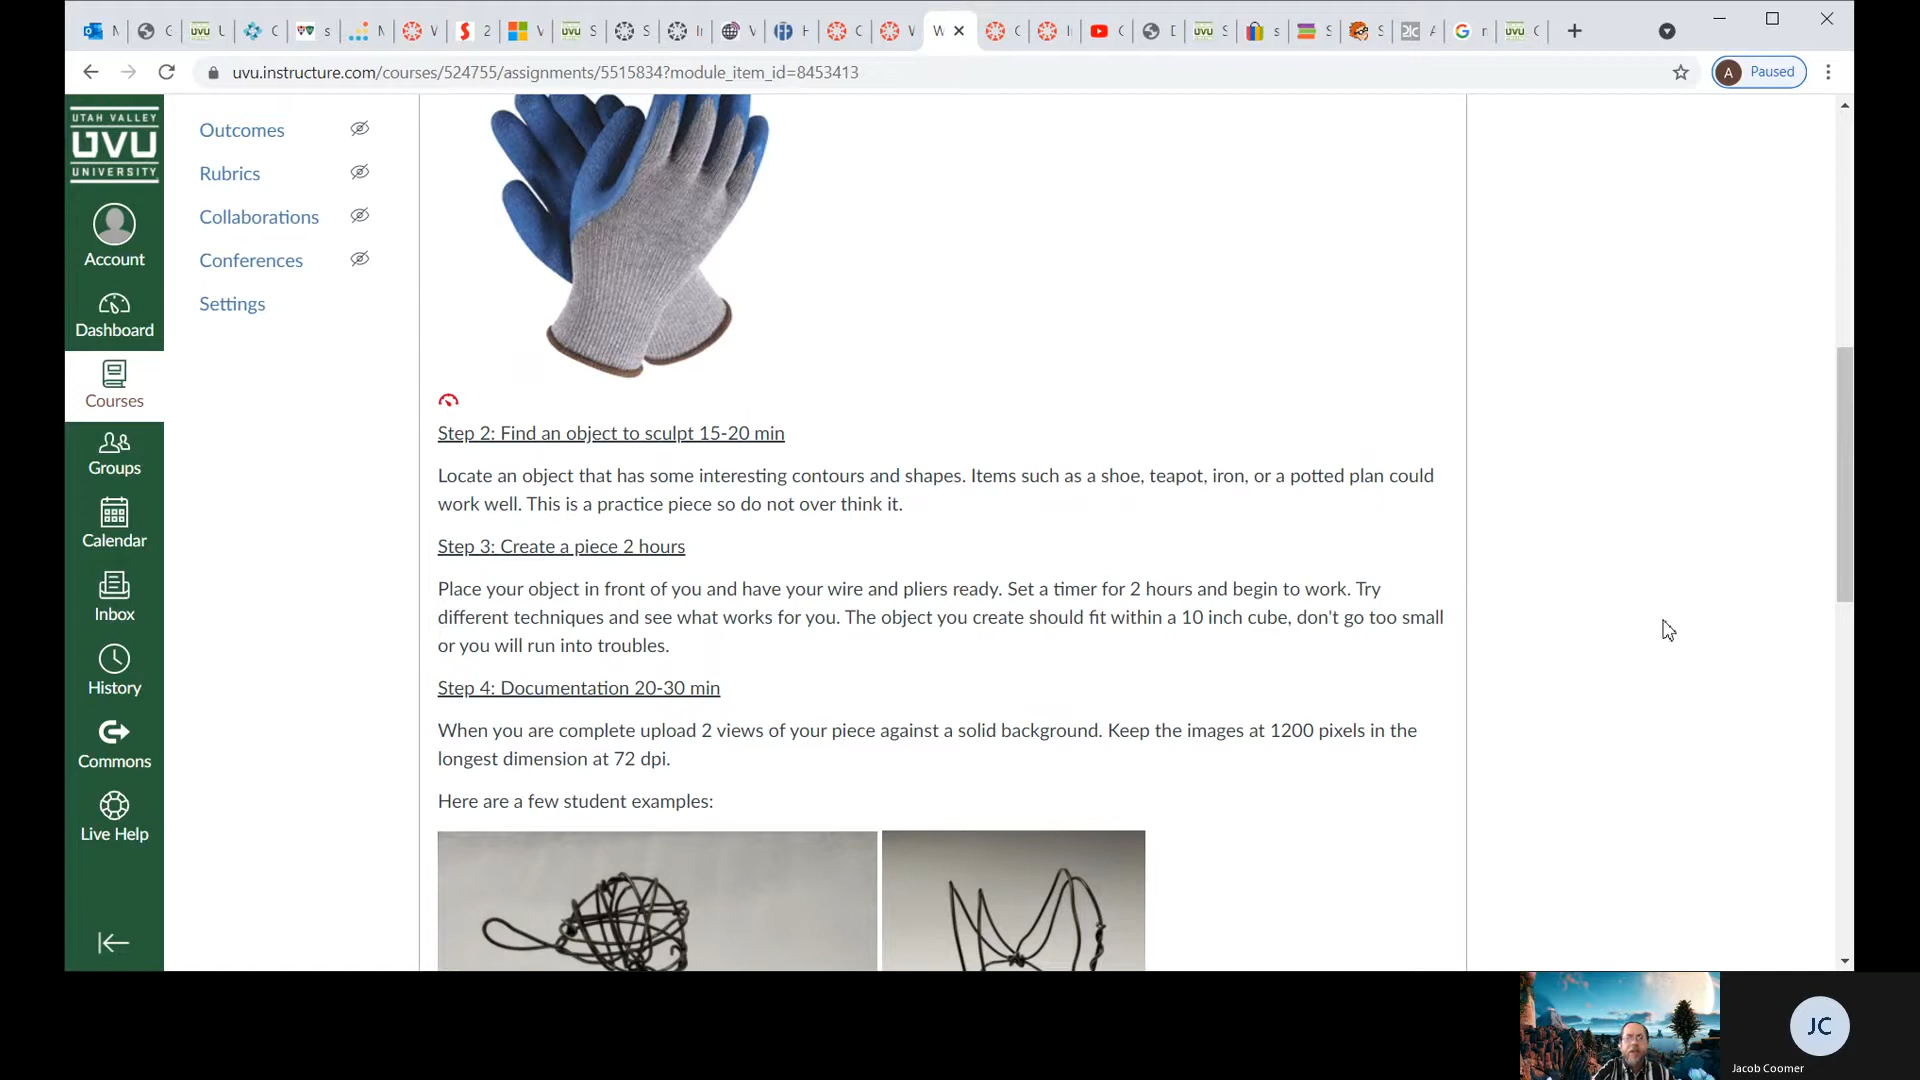 uvu.instructure.com/courses/524755/assignments/5515834?module_item_id=8453413
A
Paused
UTAH VALLEY
UVU
UNIVERSITY
Account
Dashboard
Courses
Groups
Calendar
Inbox
History
Commons
Live Help
Outcomes
Rubrics
Collaborations
Conferences
Settings
Step 2: Find an object to sculpt 15-20 min
Locate an object that has some interesting contours and shapes. Items such as a shoe, teapot, iron, or a potted plan could
work well. This is a practice piece so do not over think it.
Step 3: Create a piece 2 hours
Place your object in front of you and have your wire and pliers ready. Set a timer for 2 hours and begin to work. Try
different techniques and see what works for you. The object you create should fit within a 10 inch cube, don't go too small
or you will run into troubles.
Step 4: Documentation 20-30 min
When you are complete upload 2 views of your piece against a solid background. Keep the images at 1200 pixels in the
longest dimension at 72 dpi.
Here are a few student examples:
JC
Jacob Coomer